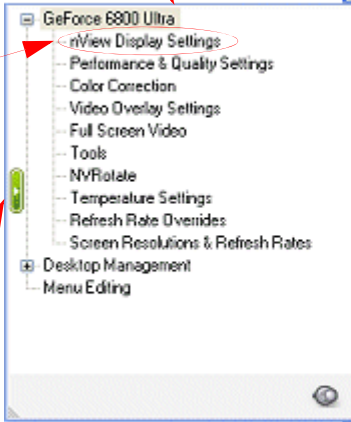 GeForce 6800 Ultra
nView Display Settings
Performance & Quality Settings
Color Correction
Video Overlay Settings
Full Screen Video
Tools
NVRotate
Temperature Settings
Refresh Rate Overrides
Screen Resolutions & Refresh Rates
Desktop Management
Menu Editing